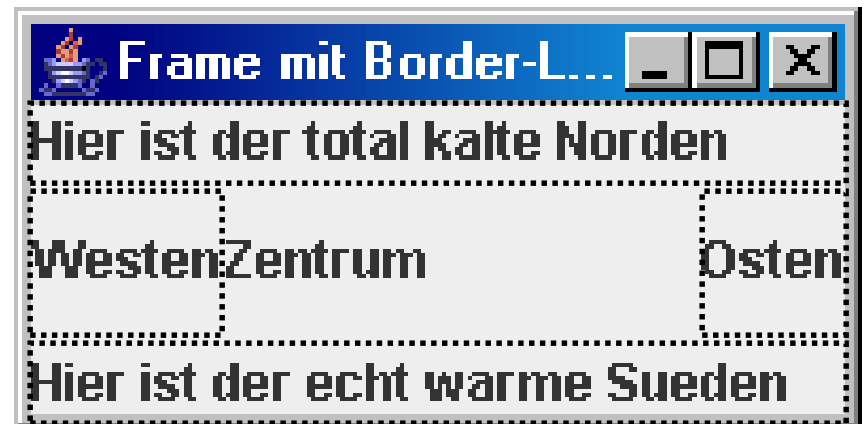 Frame mit Border-L...
Hier ist der total kalte Norden
Westen Zentrum Osten
Hier ist der echt warme Sueden